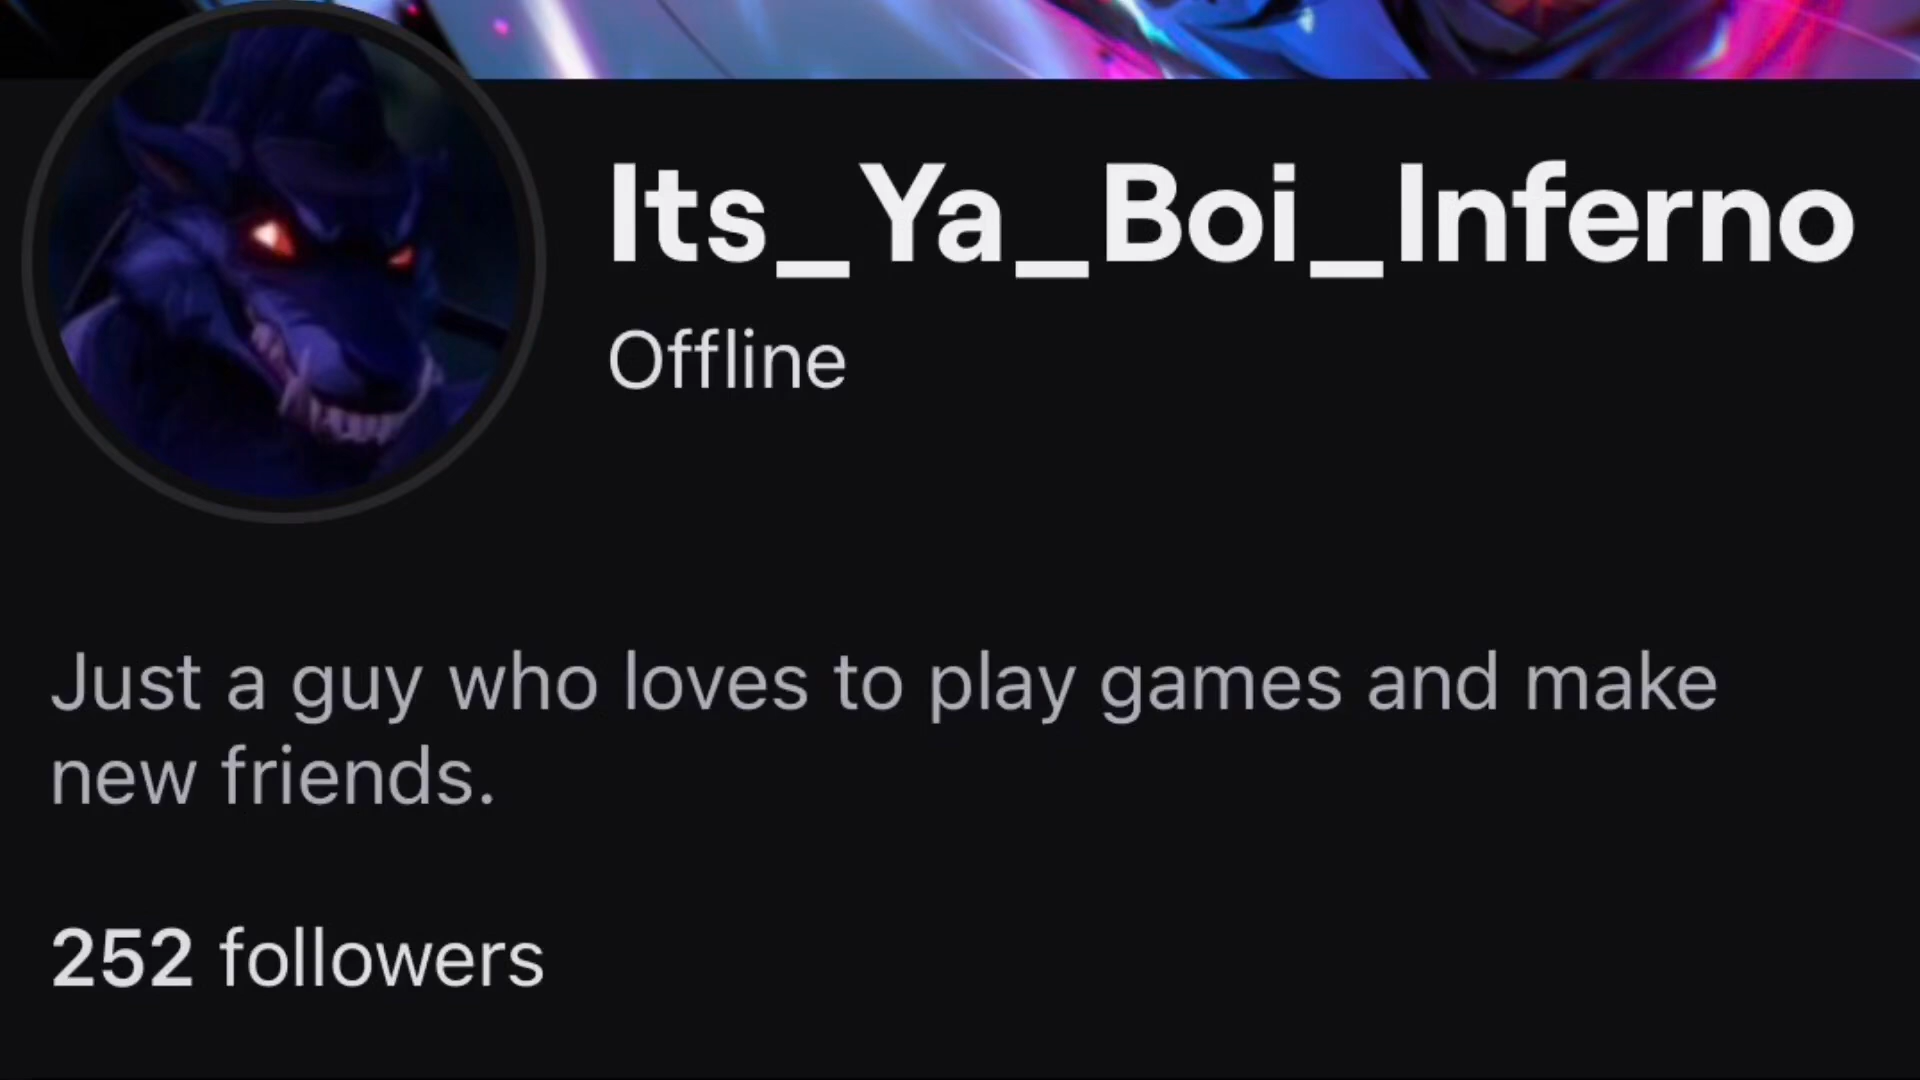 Its_Ya_Boi_Inferno
Offline
Just a guy who loves to play games and make
new friends.
252 followers